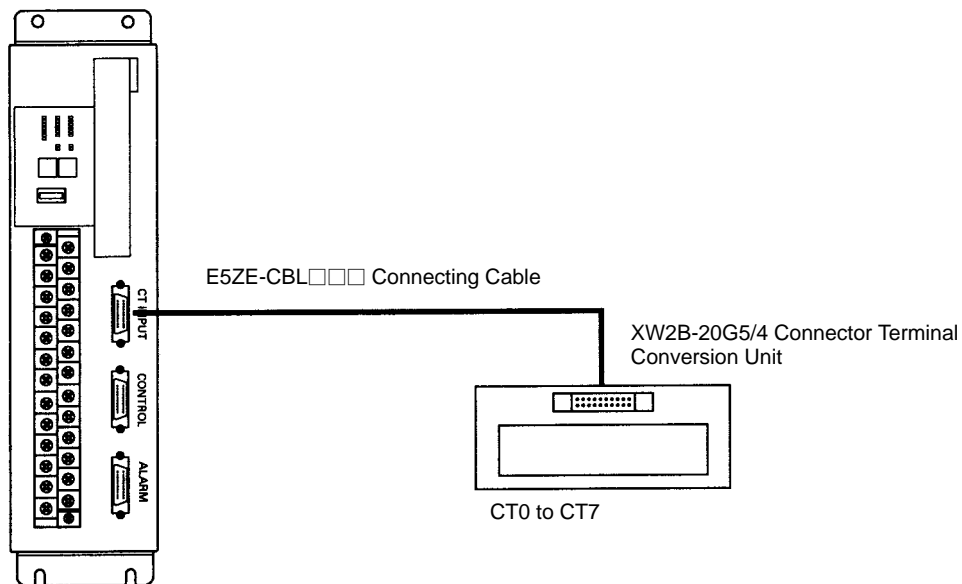 E5ZE-CBL□□□ Connecting Cable
XW2B-20G5/4 Connector Terminal
Conversion Unit
CT INPUT
CONTROL
ALARM
CT0 to CT7